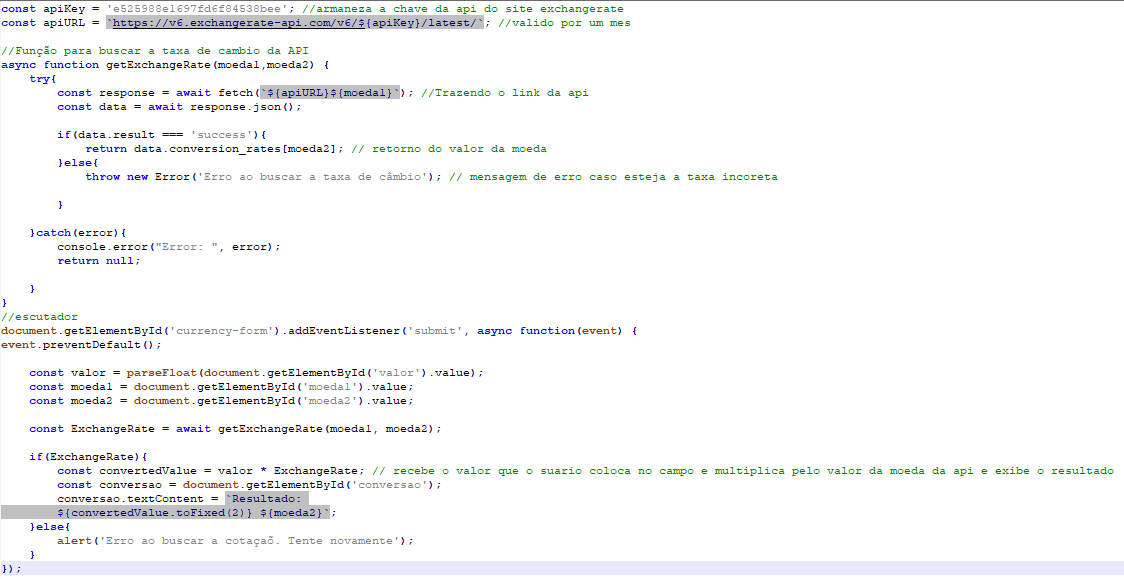 const apiKey = 'e525988e1697fd6f84538bee'; //armaneza a chave da api do site exchangerate
const apiURL = `https://v6.exchangerate-api.com/v6/${apiKey}/latest/`; //valido por um mes
//Função para buscar a taxa de cambio da API
async function getExchangeRate(moeda1,moeda2) {
try{
const response = await fetch(`${apiURL}${moeda1}`); //Trazendo o link da api
const data = await response.json();
if(data.result === 'success'){
return data.conversion_rates[moeda2]; // retorno do valor da moeda
}else{
throw new Error('Erro ao buscar a taxa de câmbio'); // mensagem de erro caso esteja a taxa incoreta
}
}catch(error){
console.error("Error: ", error);
return null;
}
}
//escutador
document.getElementById('currency-form').addEventListener('submit', async function(event) {
event.preventDefault();
const valor = parseFloat(document.getElementById('valor').value);
const moeda1 = document.getElementById('moeda1').value;
const moeda2 = document.getElementById('moeda2').value;
const ExchangeRate = await getExchangeRate(moeda1, moeda2);
if(ExchangeRate){
const convertedValue = valor * ExchangeRate; // recebe o valor que o suario coloca no campo e multiplica pelo valor da moeda da api e exibe o resultado
const conversao = document.getElementById('conversao');
conversao.textContent = `Resultado:
${convertedValue.toFixed(2)} ${moeda2}`;
}else{
alert('Erro ao buscar a cotaçaõ. Tente novamente');
}
});